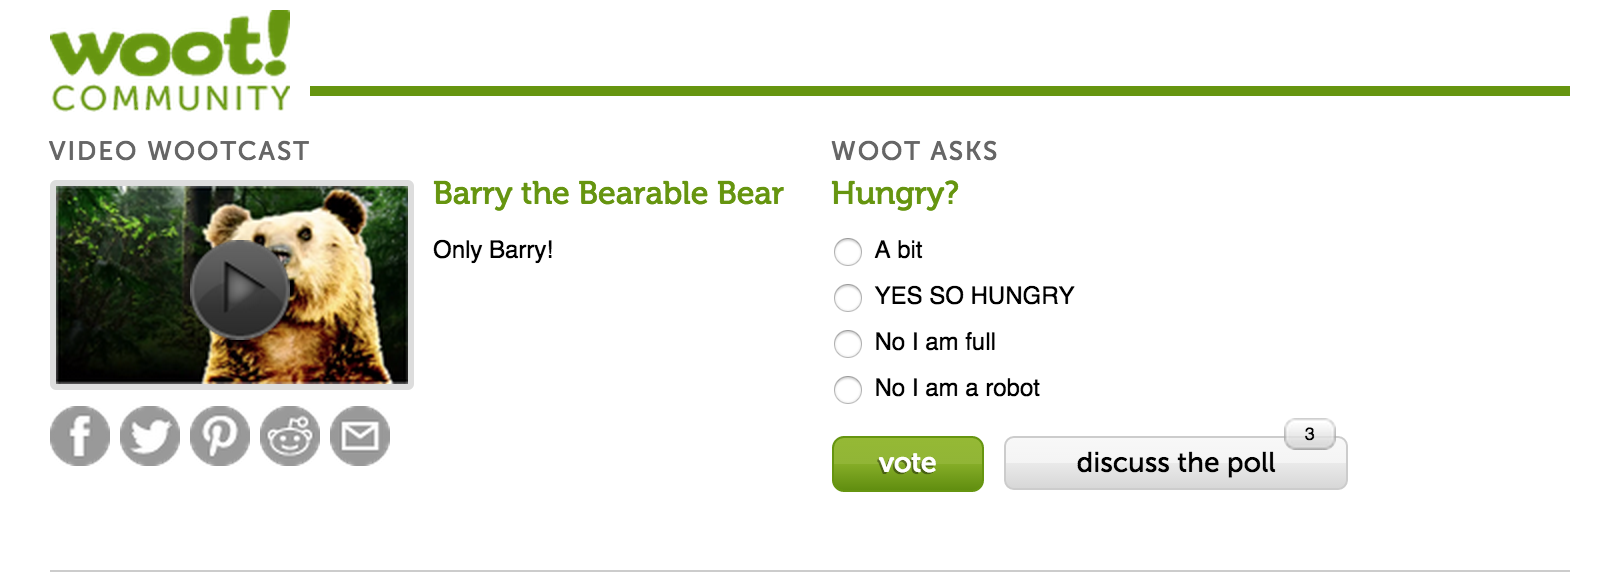 woot!
COMMUNITY
VIDEO WOOTCAST
Barry the Bearable Bear
Only Barry!
WOOT ASKS
Hungry?
A bit
YES SO HUNGRY
No I am full
No I am a robot
vote
discuss the poll
3